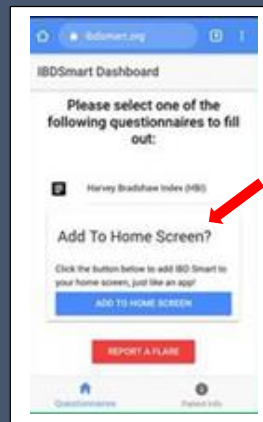 ibdsmart.org
IBDSmart Dashboard
Please select one of the
following questionnaires to fill
out:
Harvey Bradshaw Index (HBI)
Add To Home Screen?
Click the button below to add IBD Smart to
your home screen, just like an app!
ADD TO HOME SCREEN
REPORT A FLARE
Questionnaires
Patient Info